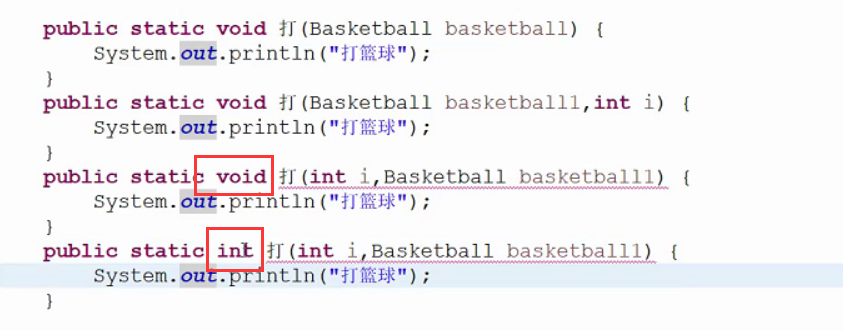 public static void 打(Basketball basketball) {
System.out.println("打篮球");
}
public static void 打(Basketball basketball1,int i) {
System.out.println("打篮球");
}
public static void 打(int i,Basketball basketball1) {
System.out.println("打篮球");
}
public static int 打(int i,Basketball basketball1) {
System.out.println("打篮球");
}